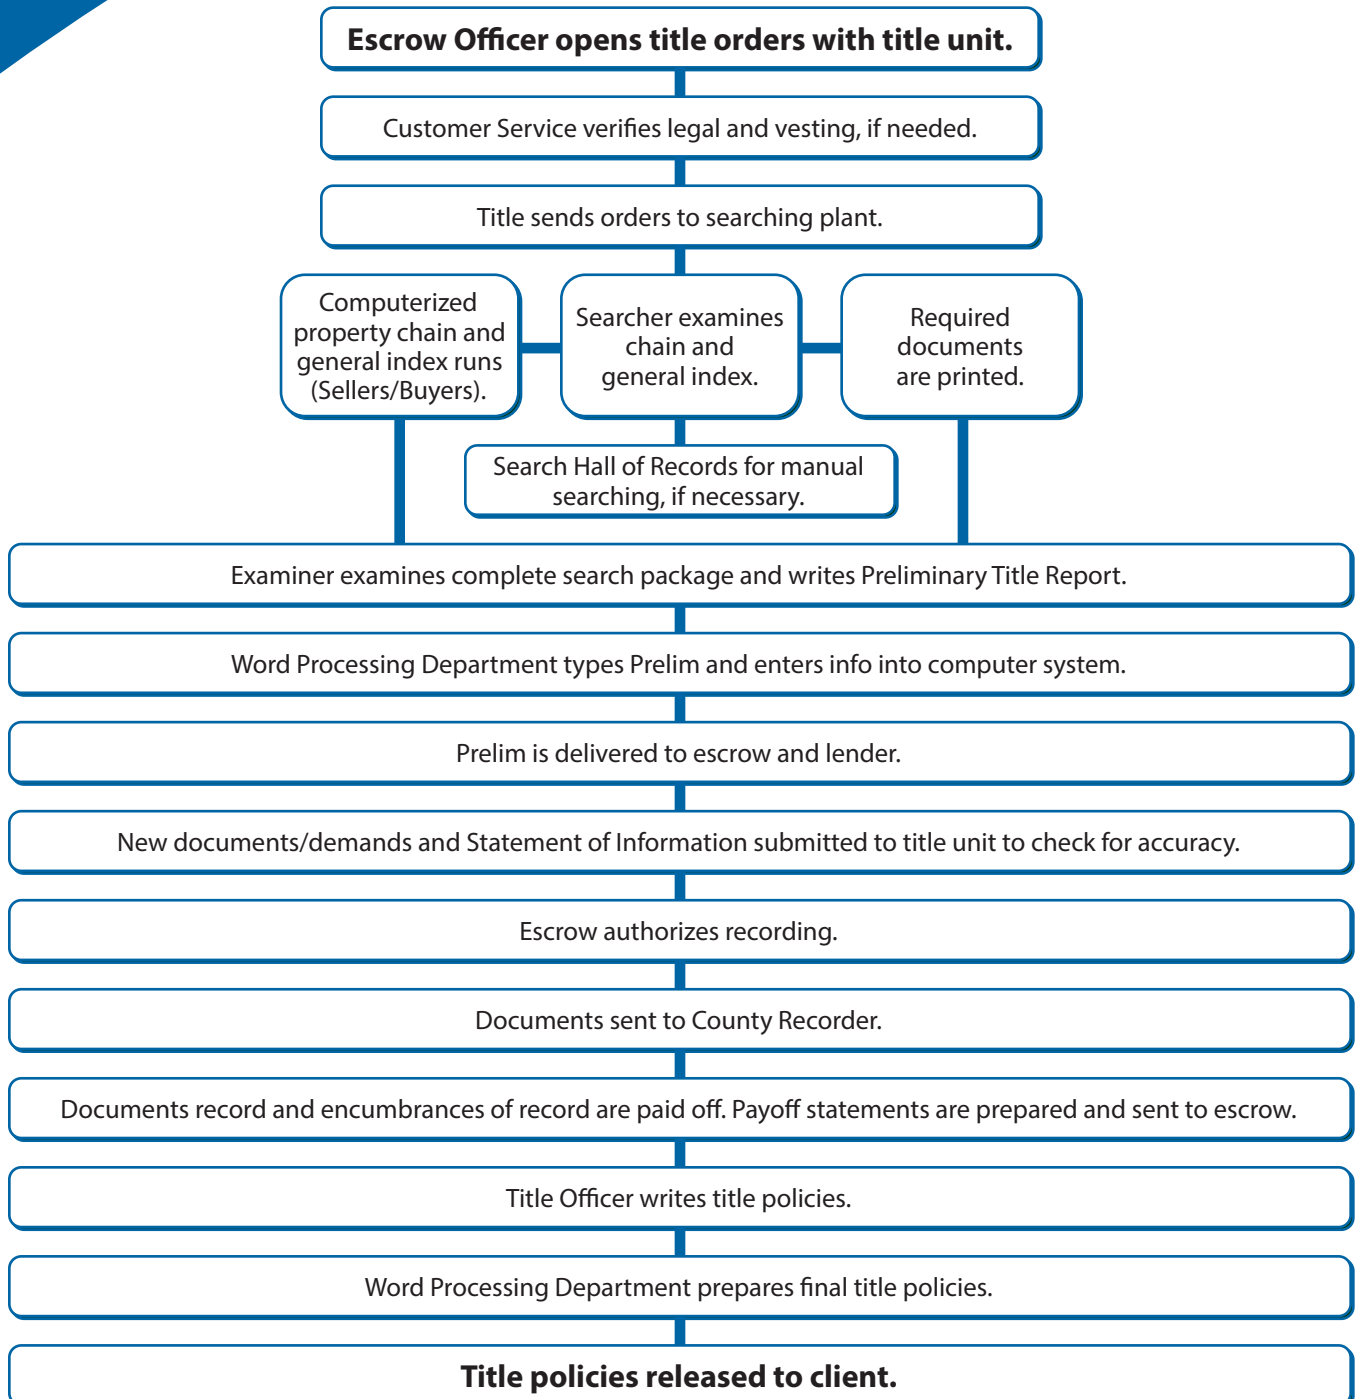 Escrow Officer opens title orders with title unit.
Customer Service verifies legal and vesting, if needed.
Title sends orders to searching plant.
Computerized
property chain and
general index runs
(Sellers/Buyers).
Searcher examines
chain and
general index.
Required
documents
are printed.
Search Hall of Records for manual
searching, if necessary.
Examiner examines complete search package and writes Preliminary Title Report.
Word Processing Department types Prelim and enters info into computer system.
Prelim is delivered to escrow and lender.
New documents/demands and Statement of Information submitted to title unit to check for accuracy.
Escrow authorizes recording.
Documents sent to County Recorder.
Documents record and encumbrances of record are paid off. Payoff statements are prepared and sent to escrow.
Title Officer writes title policies.
Word Processing Department prepares final title policies.
Title policies released to client.